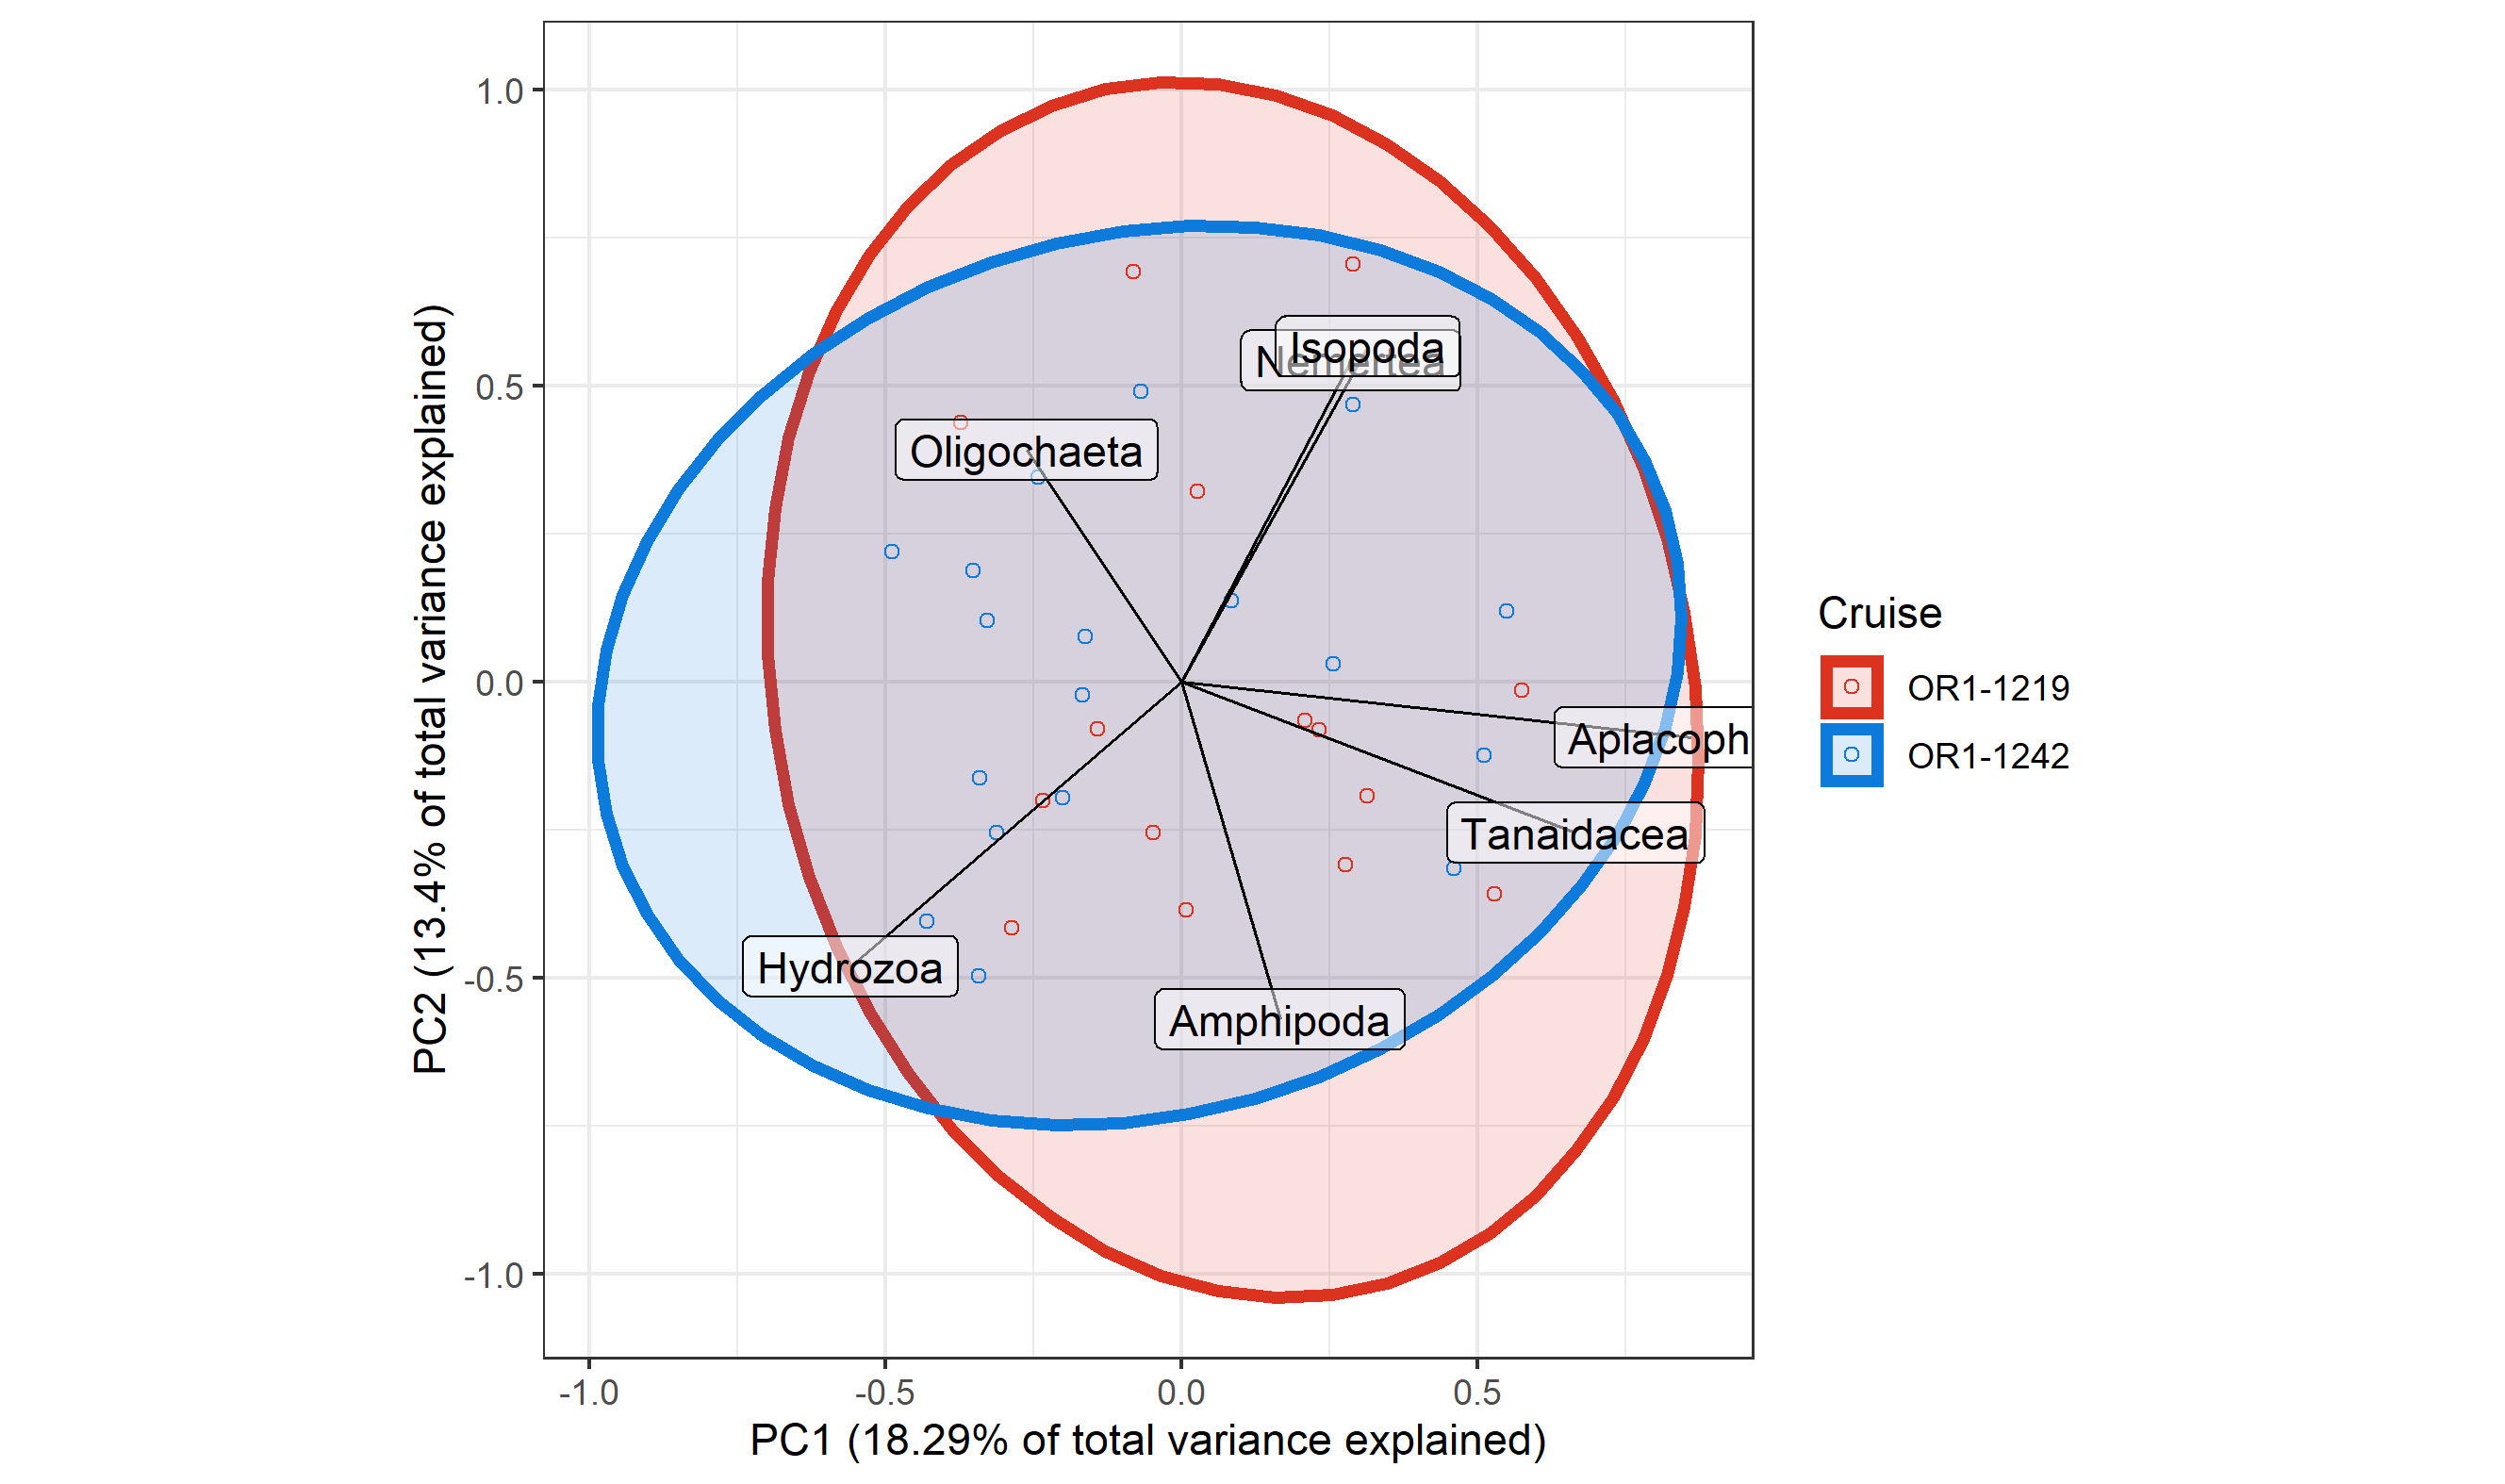 PC2 (13.4% of total variance explained)
1.0
0.5
0.0
-0.5
-1.0
Isopoda
Nemertea
Oligochaeta
Aplacoph
Tanaidacea
Hydrozoa
Amphipoda
-1.0
-0.5
0.0
0.5
PC1 (18.29% of total variance explained)
Cruise
OR1-1219
OR1-1242